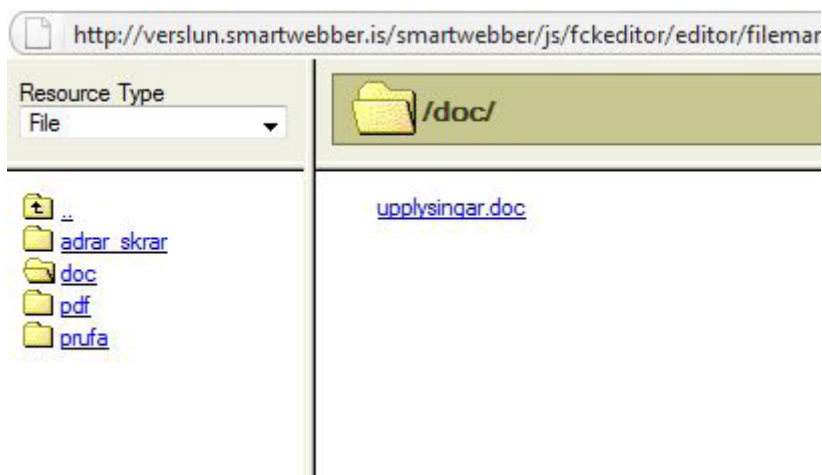 http://verslun.smartwebber.is/smartwebber/js/fckeditor/editor/filemar
Resource Type
File
/doc/
..
adrar_skrar
doc
pdf
prufa
upplysingar.doc